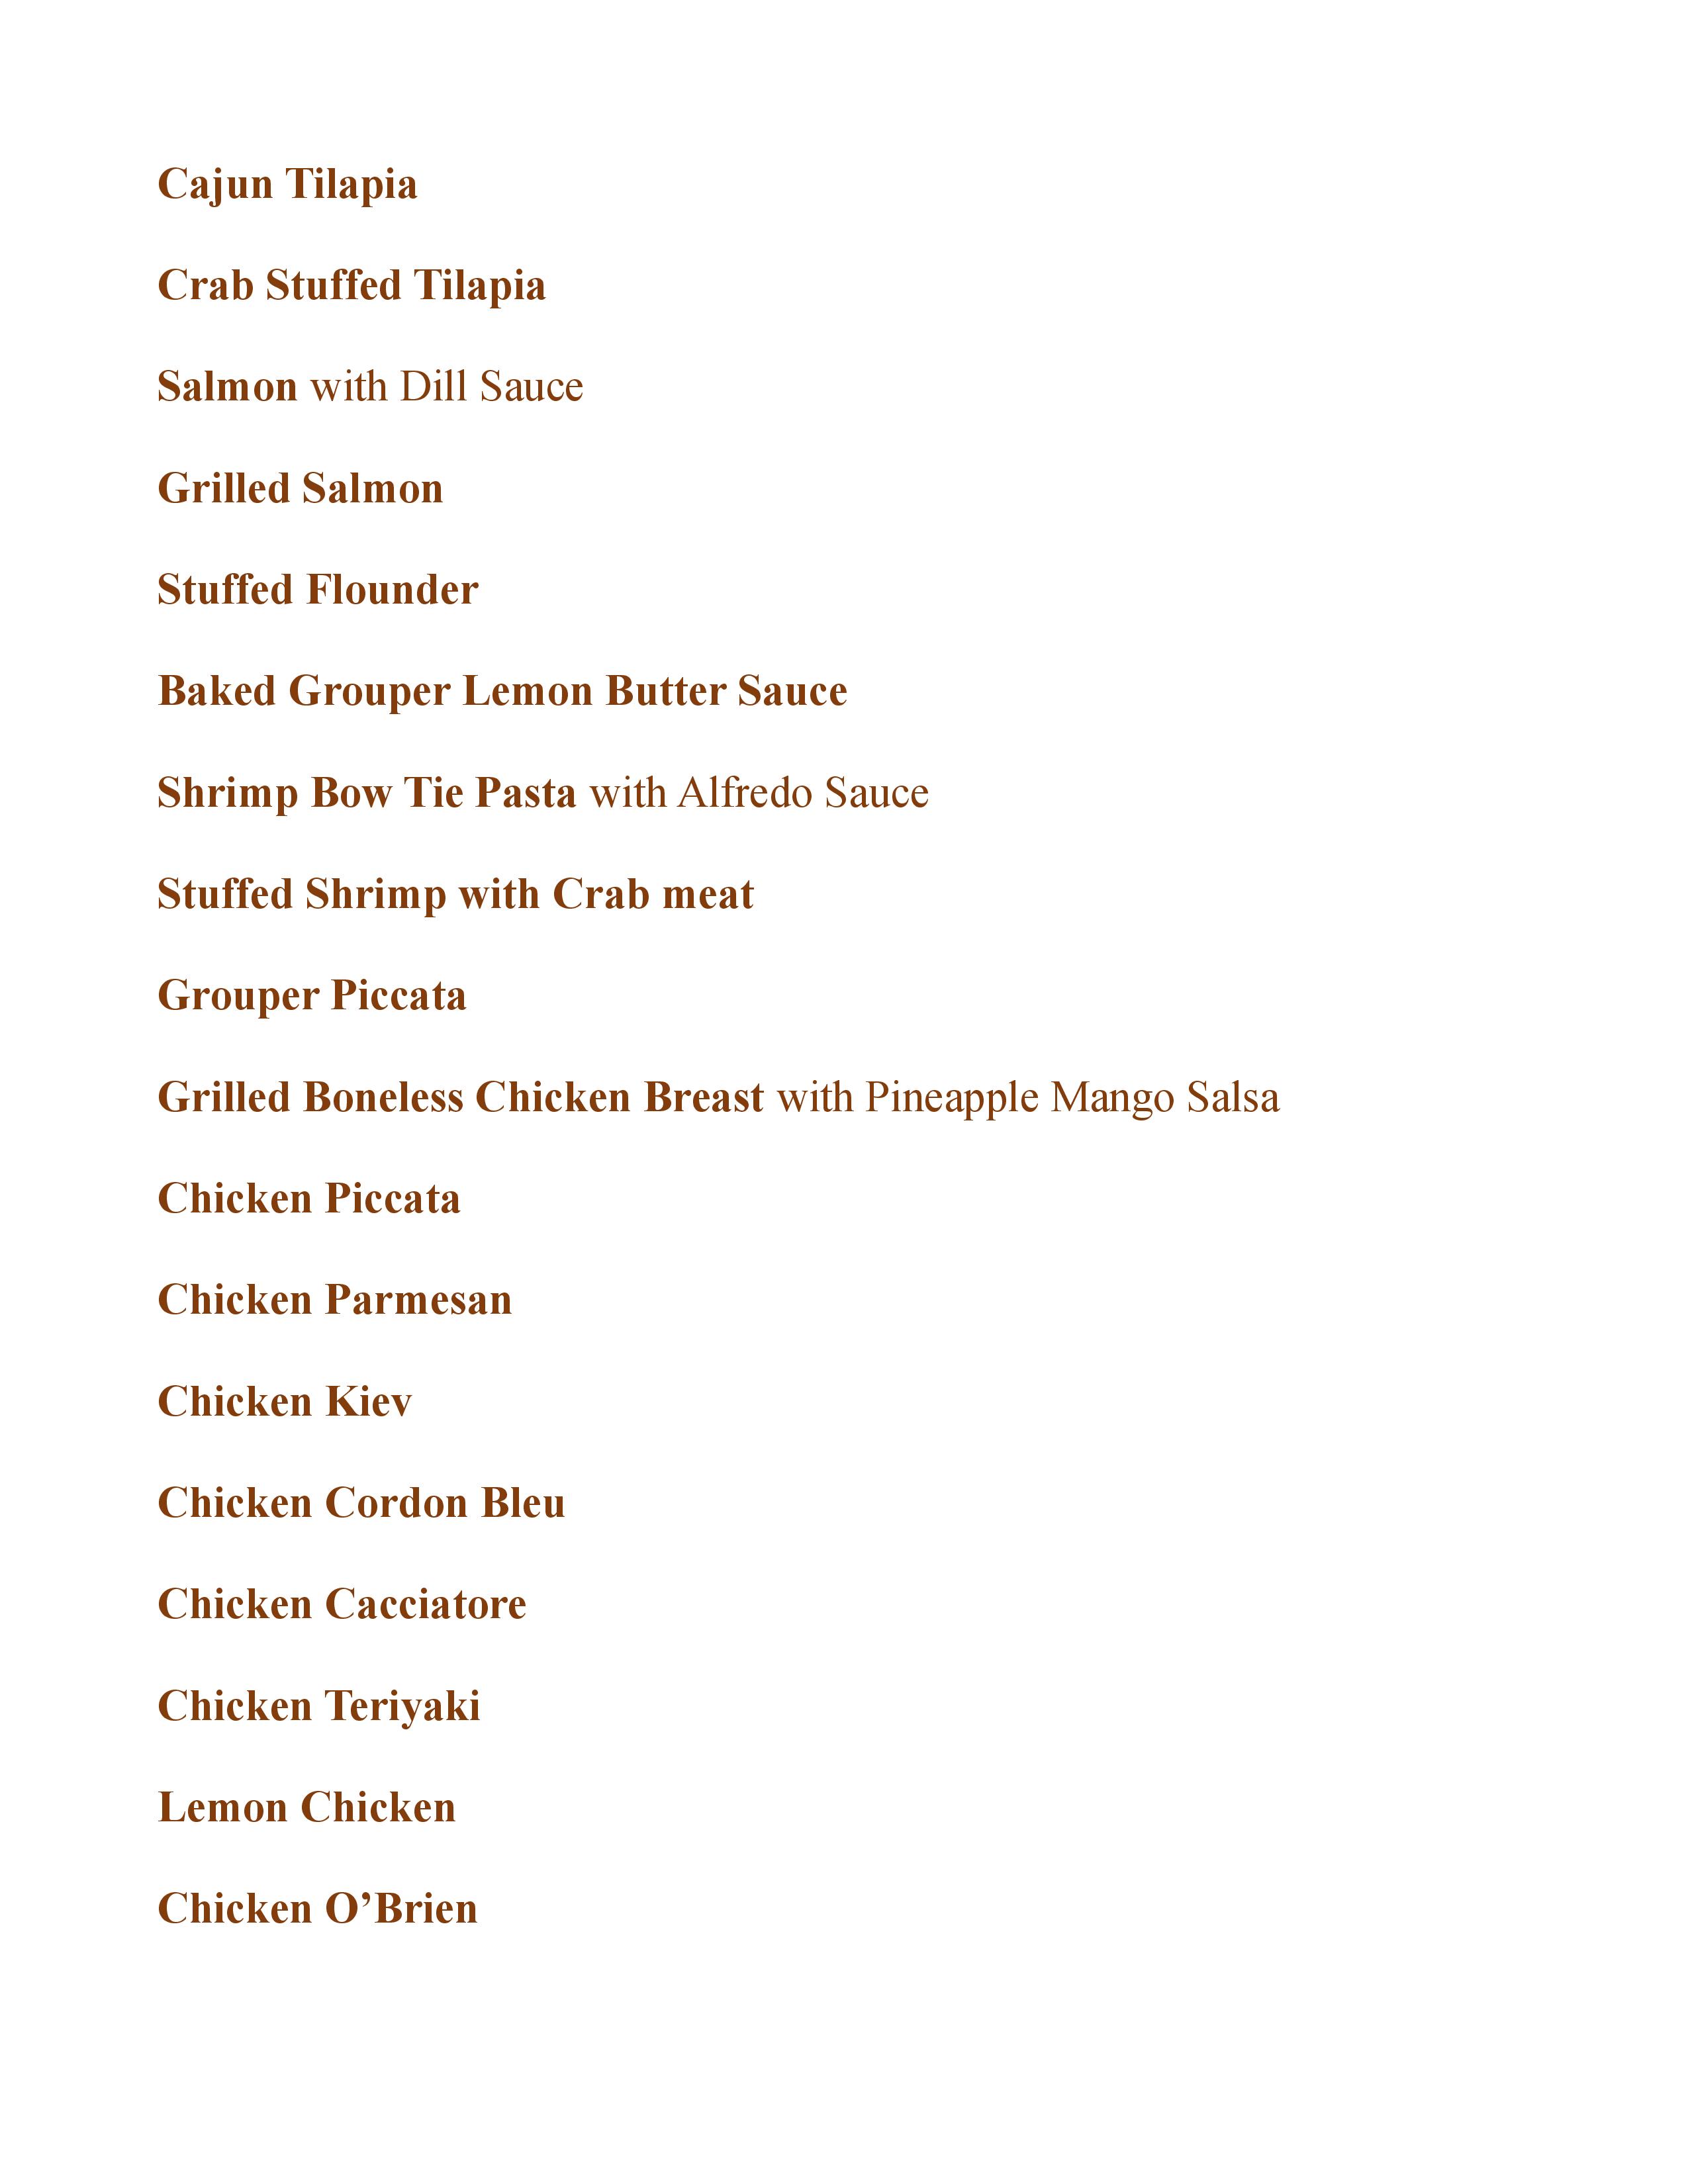 Cajun Tilapia
Crab Stuffed Tilapia
Salmon with Dill Sauce
Grilled Salmon
Stuffed Flounder
Baked Grouper Lemon Butter Sauce
Shrimp Bow Tie Pasta with Alfredo Sauce
Stuffed Shrimp with Crab meat
Grouper Piccata
Grilled Boneless Chicken Breast with Pineapple Mango Salsa
Chicken Piccata
Chicken Parmesan
Chicken Kiev
Chicken Cordon Bleu
Chicken Cacciatore
Chicken Teriyaki
Lemon Chicken
Chicken O’Brien